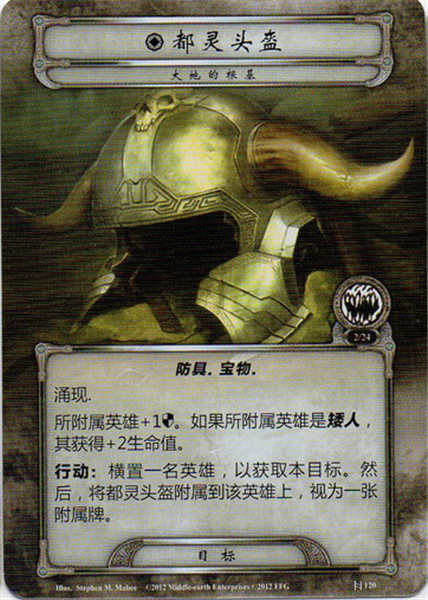 都灵头盔
大地的根基
2/24
防具. 宝物.
涌现.
所附属英雄+1。如果所附属英雄是矮人,
其获得+2生命值。
行动：横置一名英雄，以获取本目标。然
后，将都灵头盔附属到该英雄上，视为一张
附属牌。
目标
Illus. Stephen M. Mabee ©2012 Middle-earth Enterprises ©2012 FFG
120